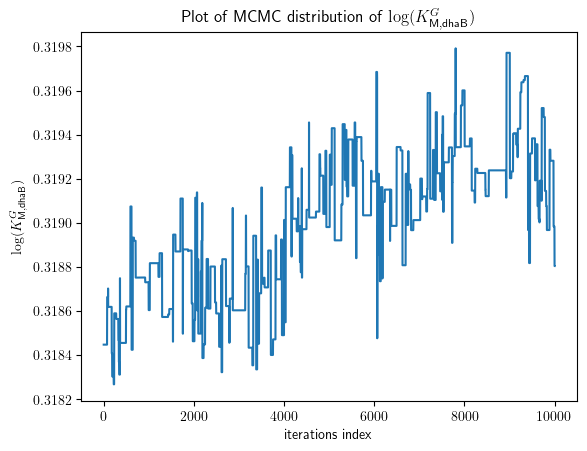 Plot of MCMC distribution of log(K^G_{M,dhaB})
log(K^G_{M,dhaB})
0.3198
0.3196
0.3194
0.3192
0.3190
0.3188
0.3186
0.3184
0.3182
0 2000 4000 6000 8000 10000
iterations index